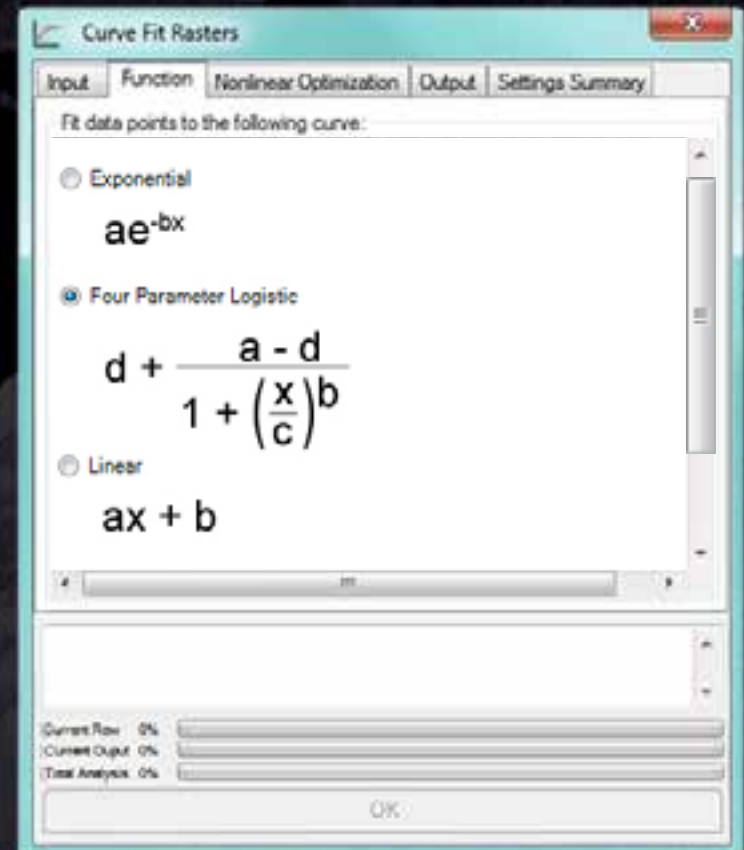 Curve Fit Rasters
Input Function Nonlinear Optimization Output Settings Summary
Fit data points to the following curve:
Exponential
ae^-bx
Four Parameter Logistic
d + (a - d) / (1 + (x/c)^b)
Linear
ax + b
Current Row 0%
Current Ouput 0%
Total Analysis 0%
OK